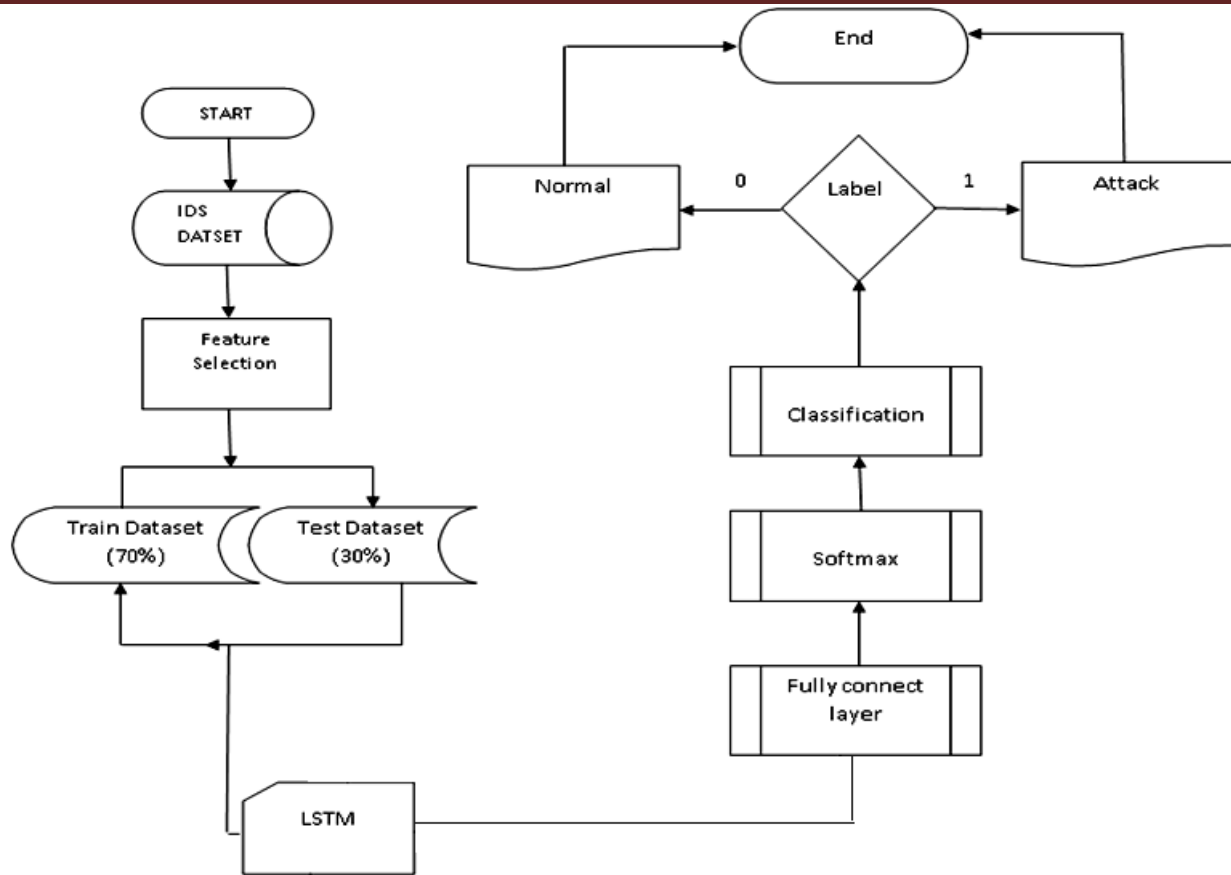 START
IDS
DATSET
Feature
Selection
Train Dataset
(70%)
Test Dataset
(30%)
LSTM
Fully connect
layer
Softmax
Classification
Label
0
Normal
1
Attack
End